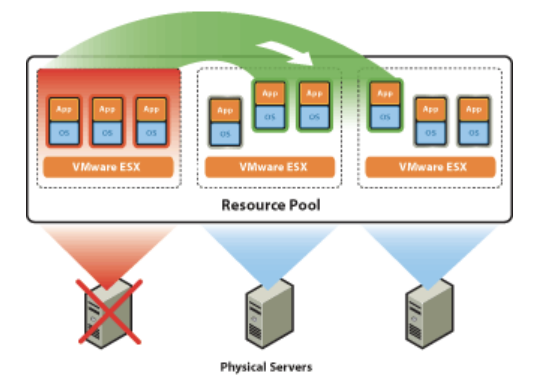 App
OS
App
OS
App
OS
VMware ESX
App
OS
App
OS
App
OS
VMware ESX
App
OS
App
OS
App
OS
VMware ESX
Resource Pool
Physical Servers